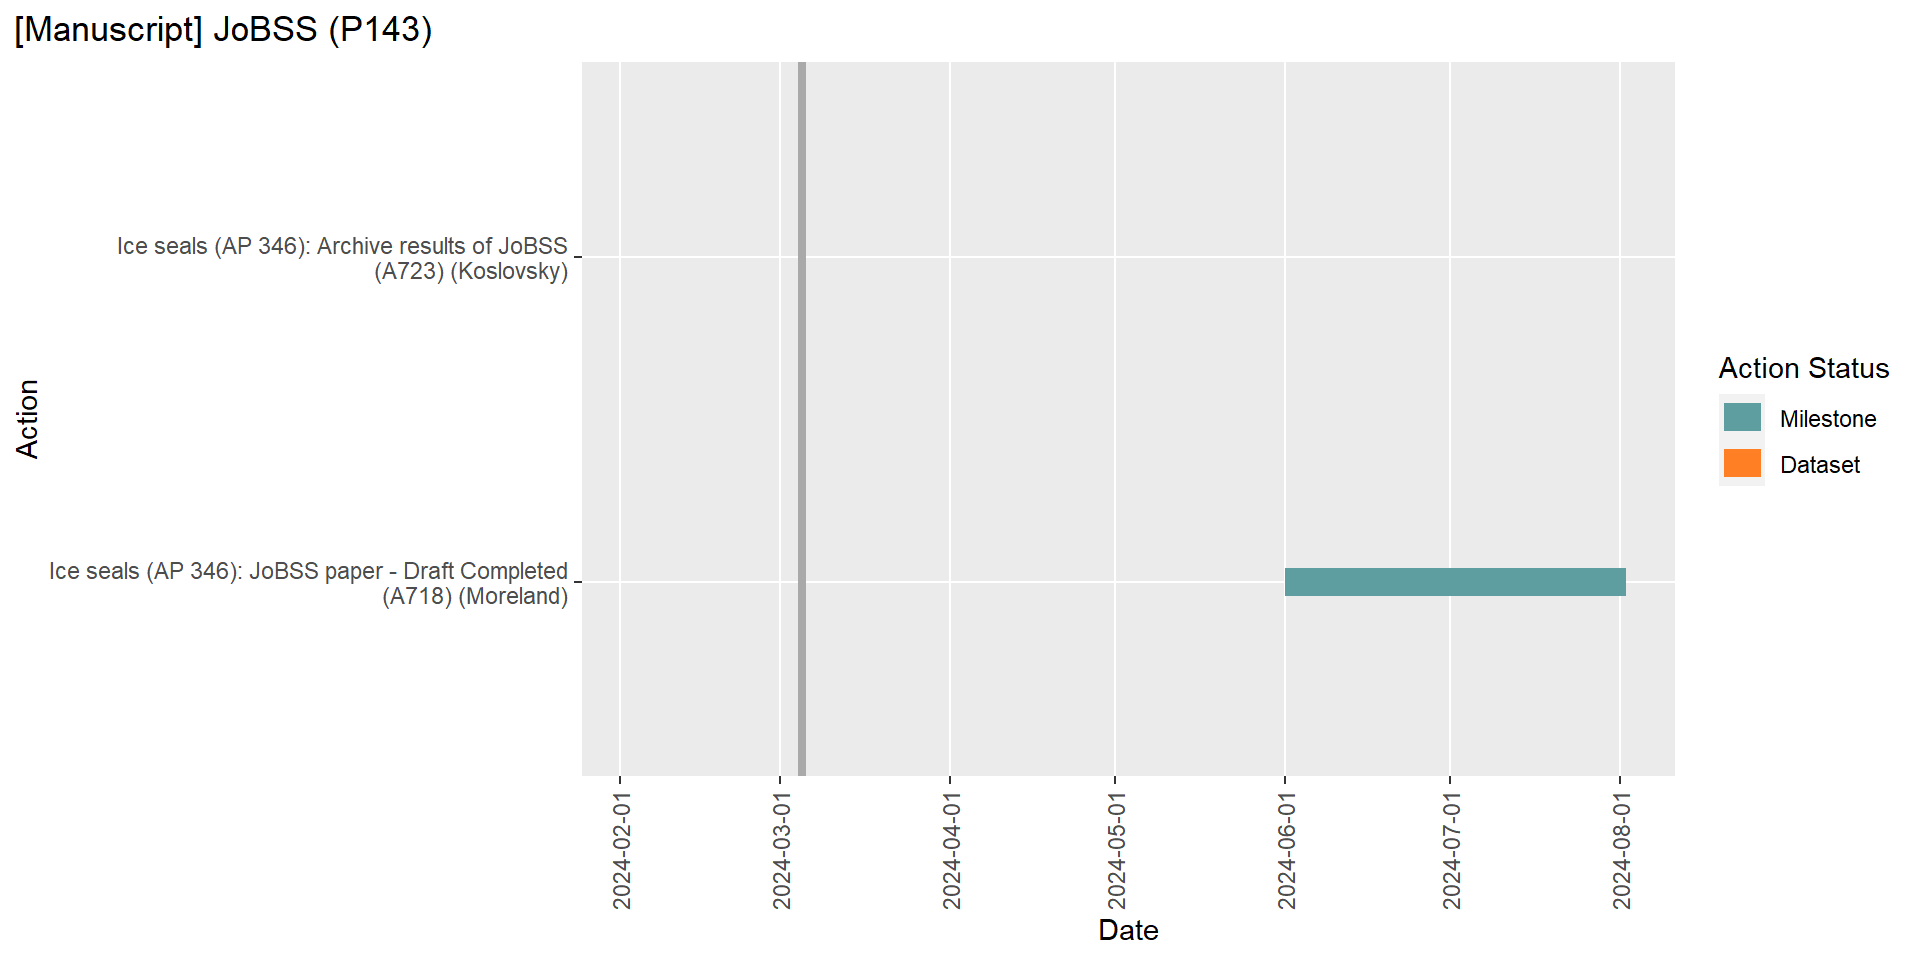 [Manuscript] JoBSS (P143)
Ice seals (AP 346): Archive results of JoBSS
(A723) (Koslovsky)
Action
Ice seals (AP 346): JoBSS paper - Draft Completed
(A718) (Moreland)
2024-02-01
2024-03-01
2024-04-01
2024-05-01
2024-06-01
2024-07-01
2024-08-01
Date
Action Status
Milestone
Dataset